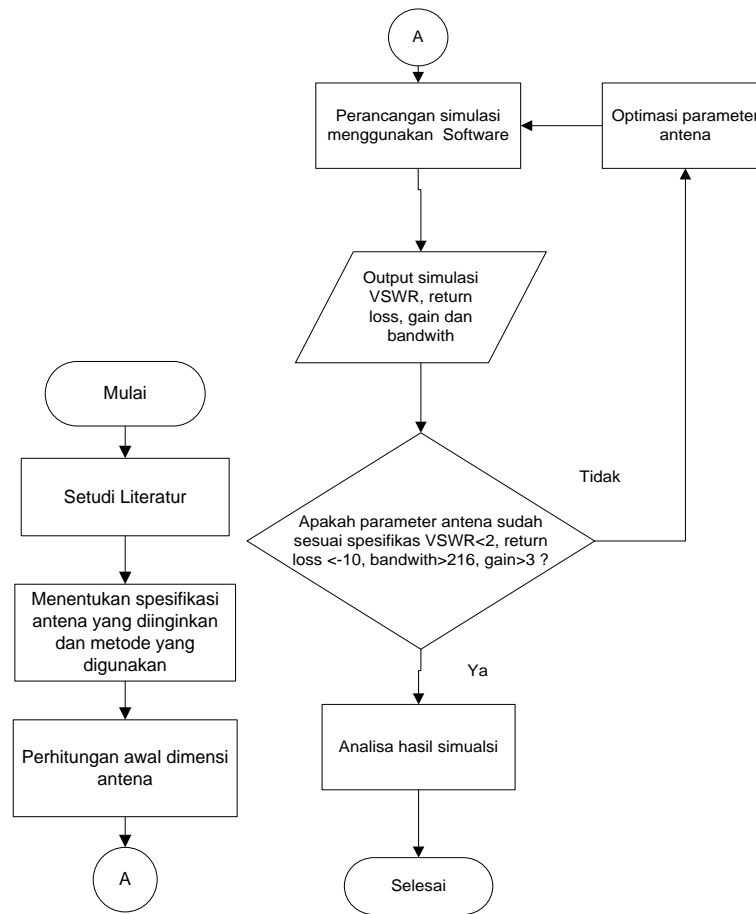 Mulai
Setudi Literatur
Menentukan spesifikasi
antena yang diinginkan
dan metode yang
digunakan
Perhitungan awal dimensi
antena
A
A
Perancangan simulasi
menggunakan Software
Optimasi parameter
antena
Output simulasi
VSWR, return
loss, gain dan
bandwith
Apakah parameter antena sudah
sesuai spesifikas VSWR<2, return
loss <-10, bandwith>216, gain>3 ?
Tidak
Ya
Analisa hasil simualsi
Selesai